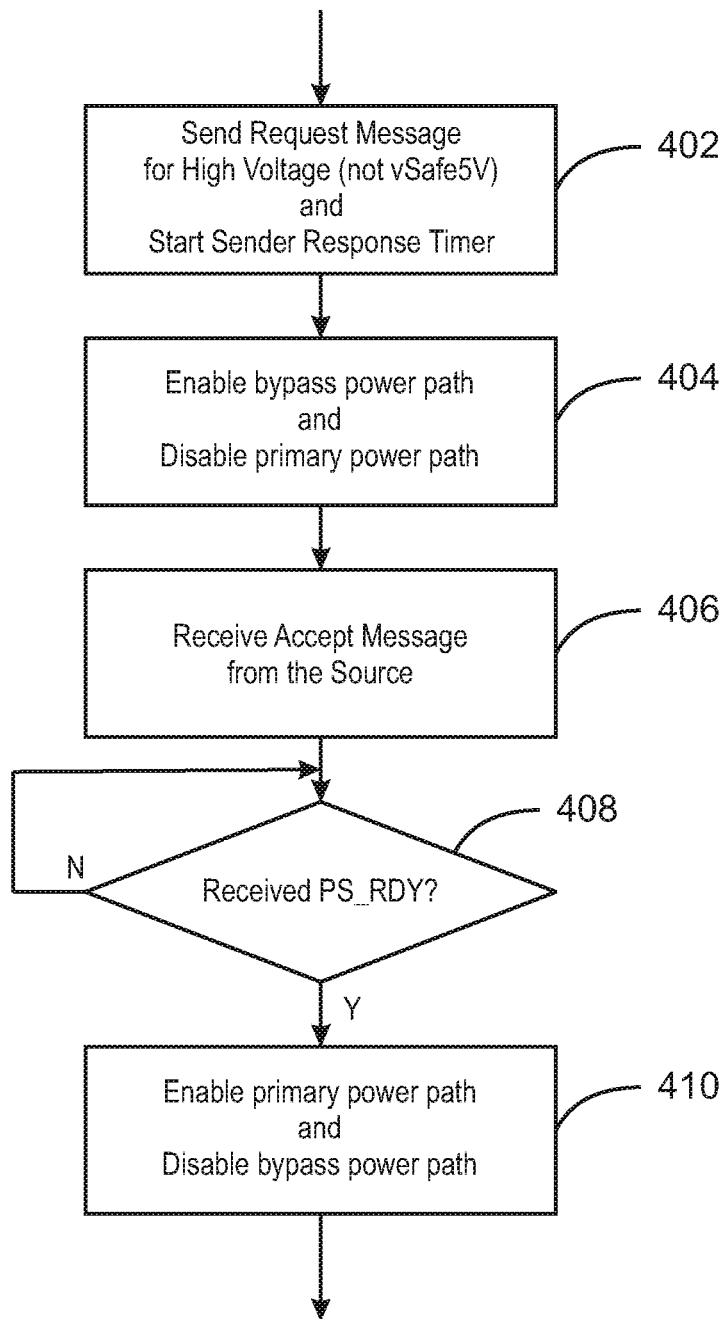 Send Request Message
for High Voltage (not vSafe5V)
and
Start Sender Response Timer
402
Enable bypass power path
and
Disable primary power path
404
Receive Accept Message
from the Source
406
408
N
Received PS_RDY?
Y
Enable primary power path
and
Disable bypass power path
410